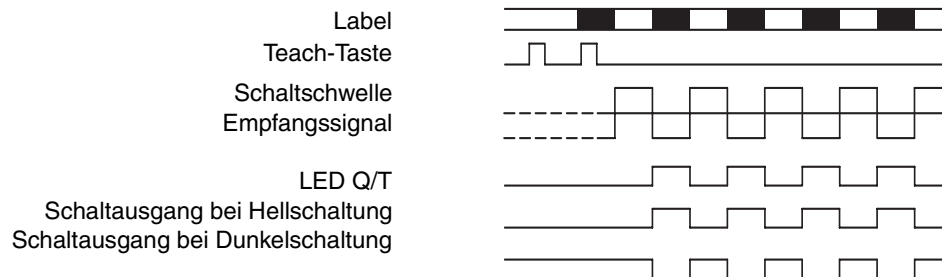 Label
Teach-Taste
Schaltschwelle
Empfangssignal
LED Q/T
Schaltausgang bei Hellschaltung
Schaltausgang bei Dunkelschaltung